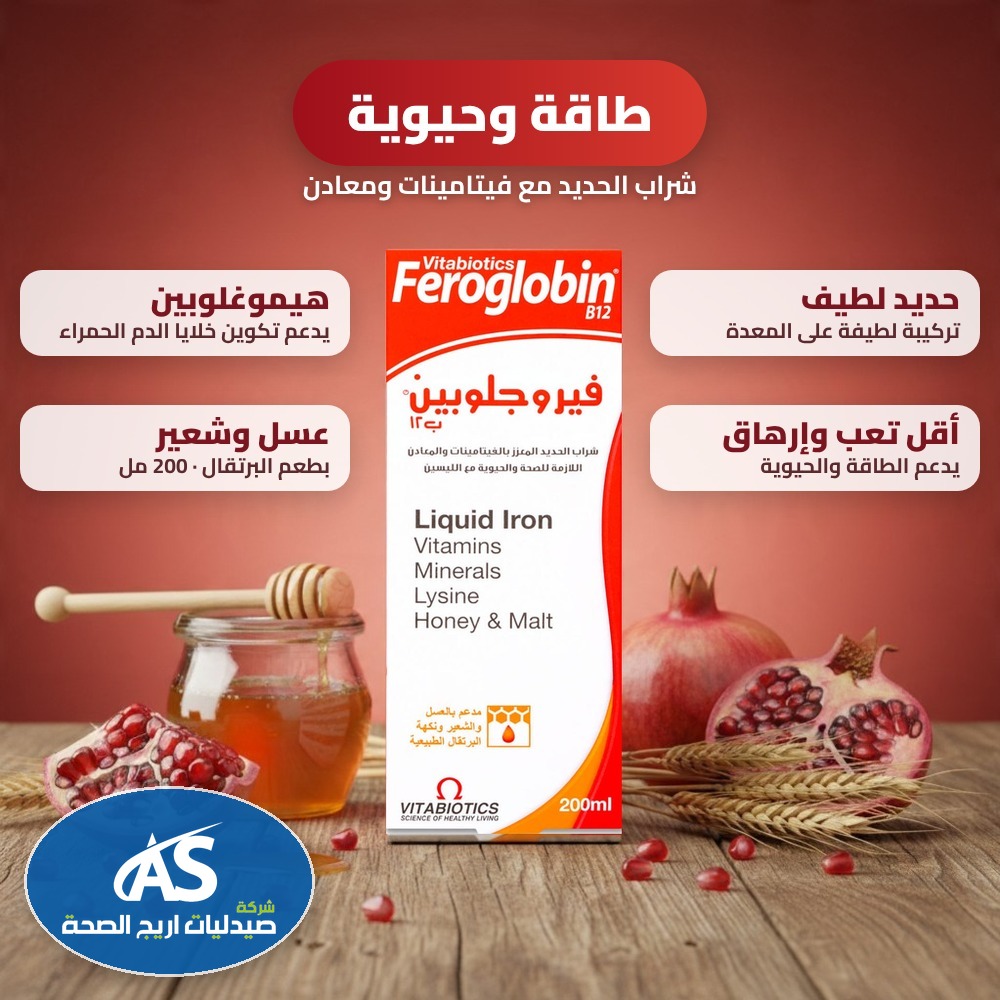 طاقة وحيوية
شراب الحديد مع فيتامينات ومعادن
حديد لطيف
تركيبة لطيفة على المعدة
هيموغلوبين
يدعم تكوين خلايا الدم الحمراء
أقل تعب وإرهاق
يدعم الطاقة والحيوية
عسل وشعير
بطعم البرتقال · 200 مل
Vitabiotics
Feroglobin®
B12
فيروجلوبين
ب١٢
شراب الحديد المعزز بالفيتامينات والمعادن
اللازمة للصحة والحيوية مع الليسين
Liquid Iron
Vitamins
Minerals
Lysine
Honey & Malt
مدعم بالعسل
والشعير ونكهة
البرتقال الطبيعية
VITABIOTICS
SCIENCE OF HEALTHY LIVING
200ml
AS
شركة
صيدليات اريج الصحة